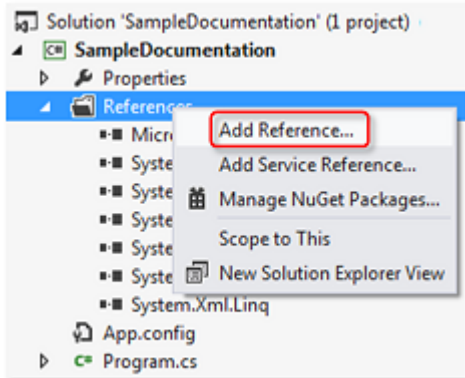 Solution 'SampleDocumentation' (1 project)
C# SampleDocumentation
Properties
References
Add Reference...
Micr
Syste
Add Service Reference...
Syste
Manage NuGet Packages...
Syste
Scope to This
Syste
New Solution Explorer View
Syste
System.Xml.Linq
App.config
C# Program.cs